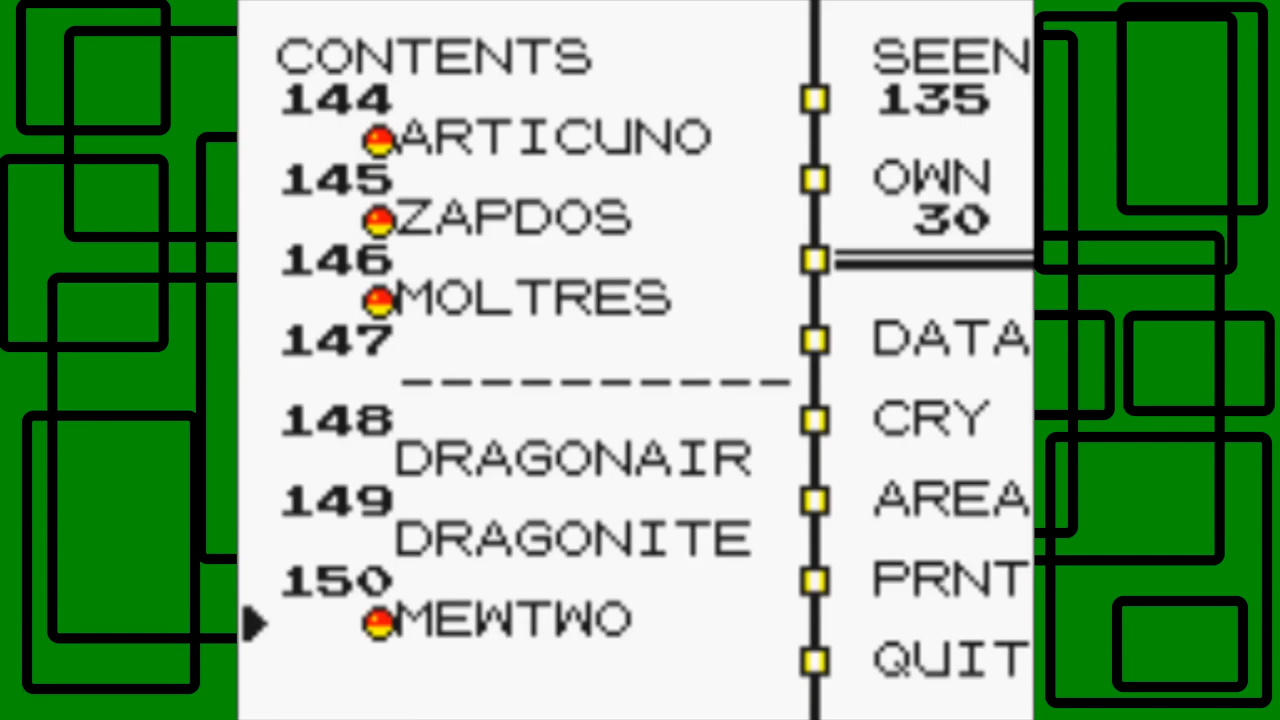 CONTENTS
144
ARTICUNO
145
ZAPDOS
146
MOLTRES
147
----------
148
DRAGONAIR
149
DRAGONITE
150
MEWTWO
SEEN
135
OWN
30
DATA
CRY
AREA
PRNT
QUIT